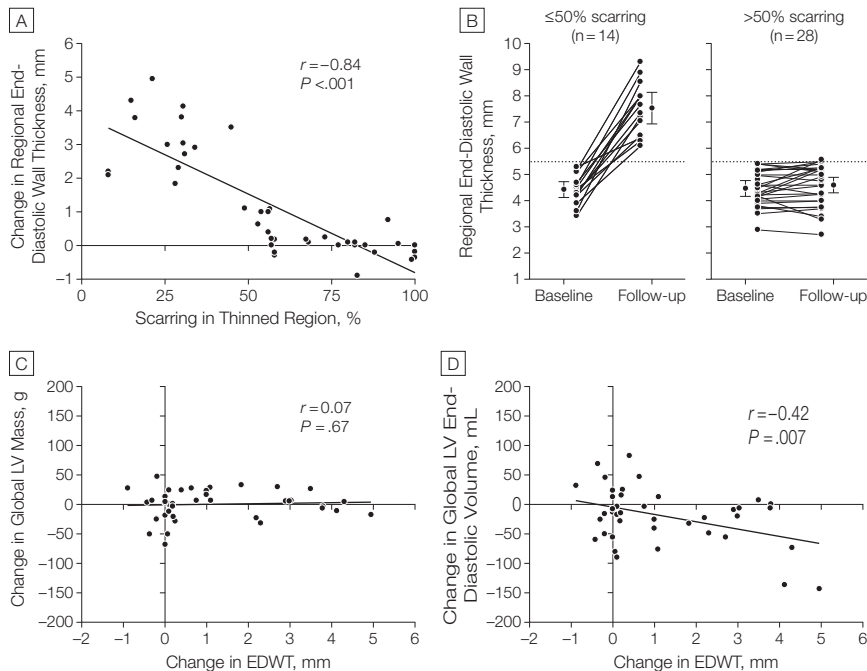 A
Change in Regional End-
Diastolic Wall Thickness, mm
6
5
4
3
2
1
0
−1
r=−0.84
P <.001
0
25
50
75
100
Scarring in Thinned Region, %
B
≤50% scarring
(n=14)
>50% scarring
(n=28)
Regional End-Diastolic Wall
Thickness, mm
10
9
8
7
6
5
4
3
2
1
Baseline
Follow-up
Baseline
Follow-up
C
Change in Global LV Mass, g
200
150
100
50
0
−50
−100
−150
−200
r=0.07
P =.67
−2
−1
0
1
2
3
4
5
6
Change in EDWT, mm
D
Change in Global LV End-
Diastolic Volume, mL
200
150
100
50
0
−50
−100
−150
−200
r=−0.42
P =.007
−2
−1
0
1
2
3
4
5
6
Change in EDWT, mm